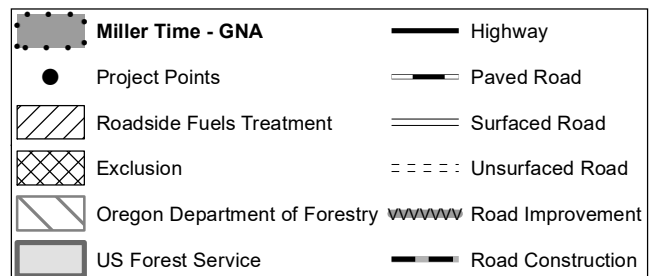 Miller Time - GNA
Project Points
Roadside Fuels Treatment
Exclusion
Oregon Department of Forestry
US Forest Service
Highway
Paved Road
Surfaced Road
Unsurfaced Road
Road Improvement
Road Construction